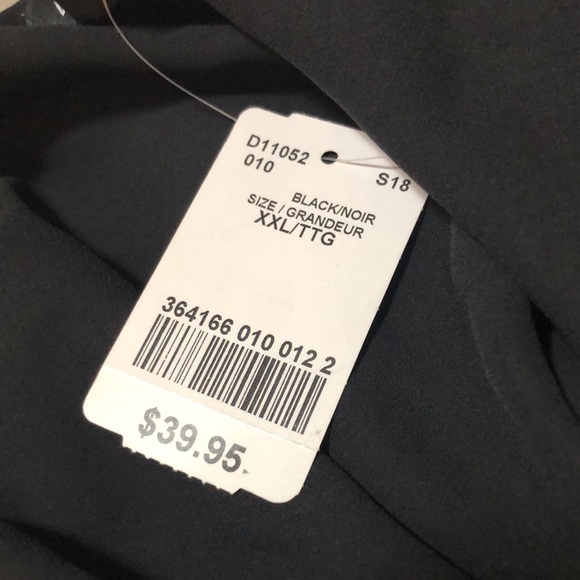 D11052
010
S18
BLACK/NOIR
SIZE / GRANDEUR
XXL/TTG
364166 010 012 2
$39.95